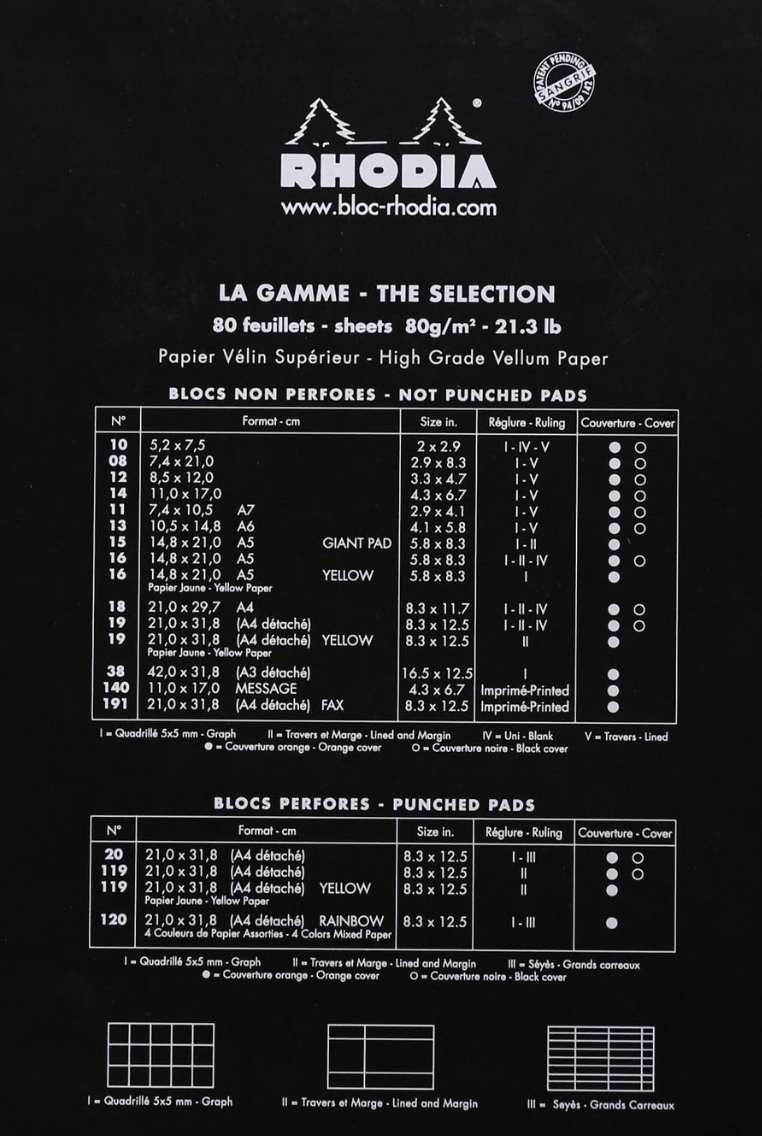 PATENT PENDING
SANGRIF
Nº 94/09 142
®
RHODIA
www.bloc-rhodia.com
LA GAMME - THE SELECTION
80 feuillets - sheets 80g/m² - 21.3 lb
Papier Vélin Supérieur - High Grade Vellum Paper
BLOCS NON PERFORES - NOT PUNCHED PADS
Nº Format - cm Size in. Réglure - Ruling Couverture - Cover
10 5,2 x 7,5 2 x 2.9 I - IV - V ● O
08 7,4 x 21,0 2.9 x 8.3 I - V ● O
12 8,5 x 12,0 3.3 x 4.7 I - V ● O
14 11,0 x 17,0 4.3 x 6.7 I - V ● O
11 7,4 x 10,5 A7 2.9 x 4.1 I - V ● O
13 10,5 x 14,8 A6 4.1 x 5.8 I - V ● O
15 14,8 x 21,0 A5 GIANT PAD 5.8 x 8.3 I - II ●
16 14,8 x 21,0 A5 5.8 x 8.3 I - II - IV ● O
16 14,8 x 21,0 A5 YELLOW 5.8 x 8.3 I ●
Papier Jaune - Yellow Paper
18 21,0 x 29,7 A4 8.3 x 11.7 I - II - IV ● O
19 21,0 x 31,8 (A4 détaché) 8.3 x 12.5 I - II - IV ● O
19 21,0 x 31,8 (A4 détaché) YELLOW 8.3 x 12.5 II ●
Papier Jaune - Yellow Paper
38 42,0 x 31,8 (A3 détaché) 16.5 x 12.5 I ●
140 11,0 x 17,0 MESSAGE 4.3 x 6.7 Imprimé-Printed ●
191 21,0 x 31,8 (A4 détaché) FAX 8.3 x 12.5 Imprimé-Printed ●
I = Quadrillé 5x5 mm - Graph II = Travers et Marge - Lined and Margin IV = Uni - Blank V = Travers - Lined
● = Couverture orange - Orange cover O = Couverture noire - Black cover
BLOCS PERFORES - PUNCHED PADS
Nº Format - cm Size in. Réglure - Ruling Couverture - Cover
20 21,0 x 31,8 (A4 détaché) 8.3 x 12.5 I - III ● O
119 21,0 x 31,8 (A4 détaché) 8.3 x 12.5 II ● O
119 21,0 x 31,8 (A4 détaché) YELLOW 8.3 x 12.5 II ●
Papier Jaune - Yellow Paper
120 21,0 x 31,8 (A4 détaché) RAINBOW 8.3 x 12.5 I - III ●
4 Couleurs de Papier Assorties - 4 Colors Mixed Paper
I = Quadrillé 5x5 mm - Graph II = Travers et Marge - Lined and Margin III = Séyès - Grands carreaux
● = Couverture orange - Orange cover O = Couverture noire - Black cover
I = Quadrillé 5x5 mm - Graph II = Travers et Marge - Lined and Margin III = Seyès - Grands Carreaux